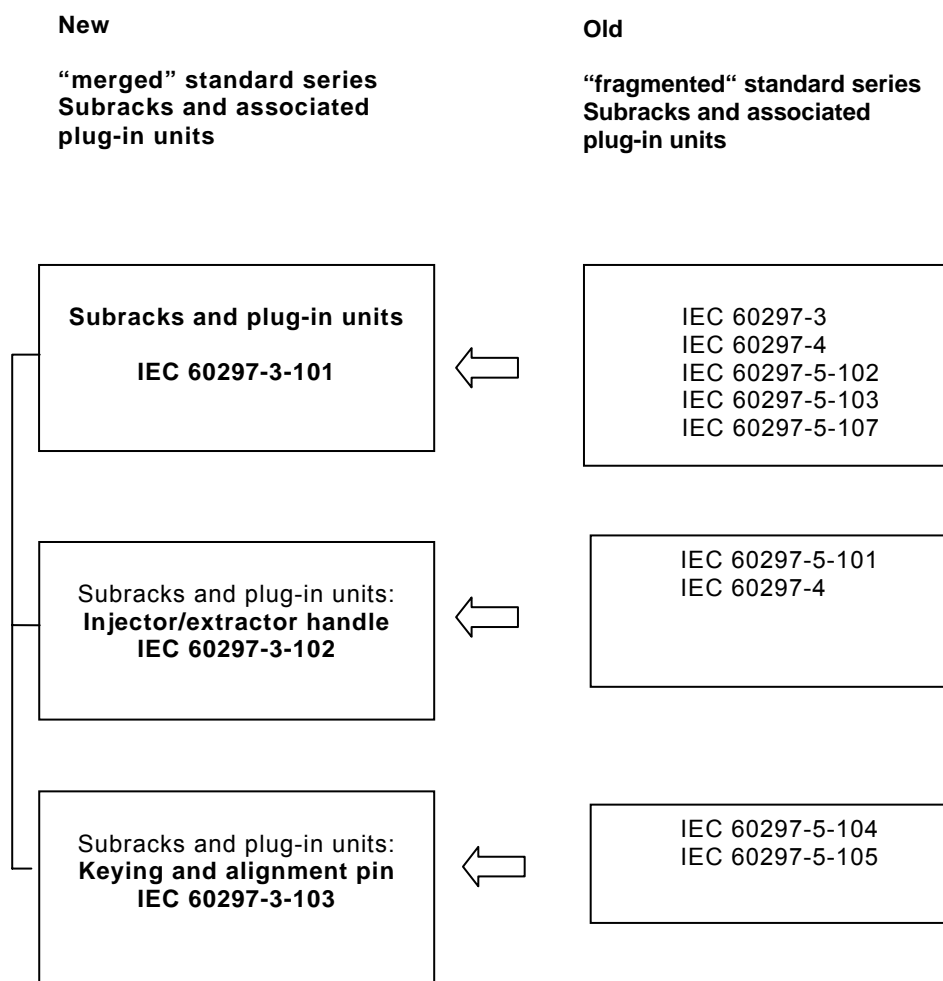 New
“merged” standard series
Subracks and associated
plug-in units
Old
“fragmented“ standard series
Subracks and associated
plug-in units
Subracks and plug-in units
IEC 60297-3-101
IEC 60297-3
IEC 60297-4
IEC 60297-5-102
IEC 60297-5-103
IEC 60297-5-107
Subracks and plug-in units:
Injector/extractor handle
IEC 60297-3-102
IEC 60297-5-101
IEC 60297-4
Subracks and plug-in units:
Keying and alignment pin
IEC 60297-3-103
IEC 60297-5-104
IEC 60297-5-105